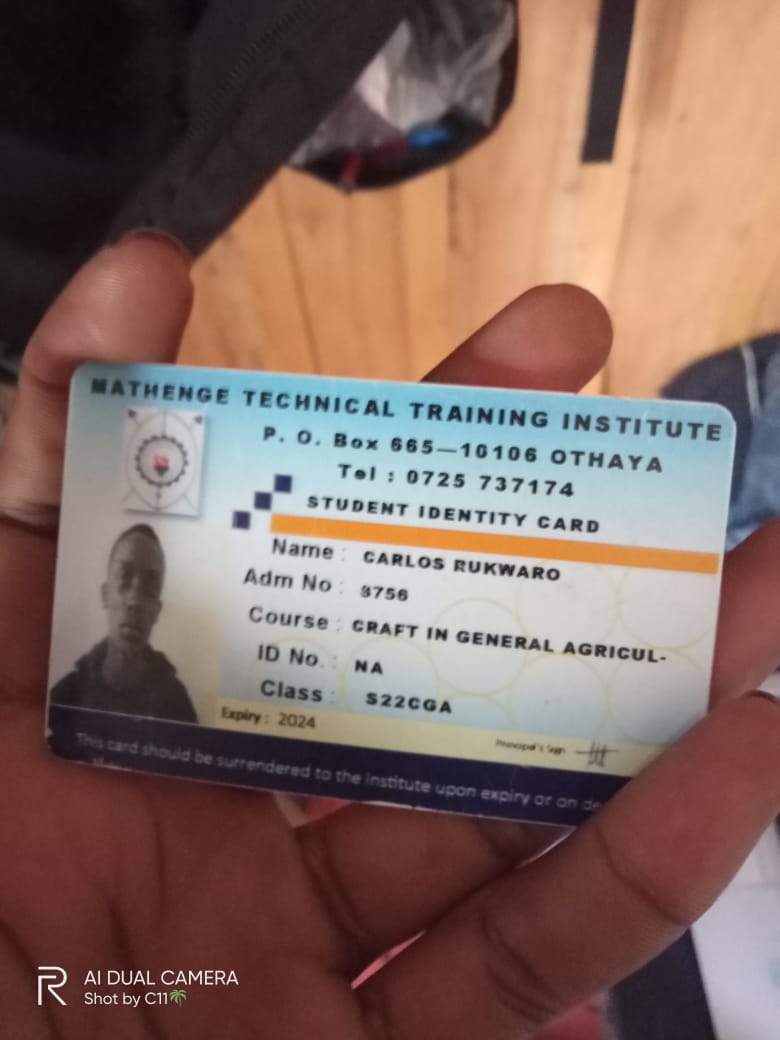 MATHENGE TECHNICAL TRAINING INSTITUTE
P. O. Box 665—10106 OTHAYA
Tel : 0725 737174
STUDENT IDENTITY CARD
Name : CARLOS RUKWARO
Adm No : 8756
Course : CRAFT IN GENERAL AGRICUL-
ID No. : NA
Class : S22CGA
Expiry : 2024
Principal's Sign
This card should be surrendered to the institute upon expiry or on de
R
AI DUAL CAMERA
Shot by C11🌴